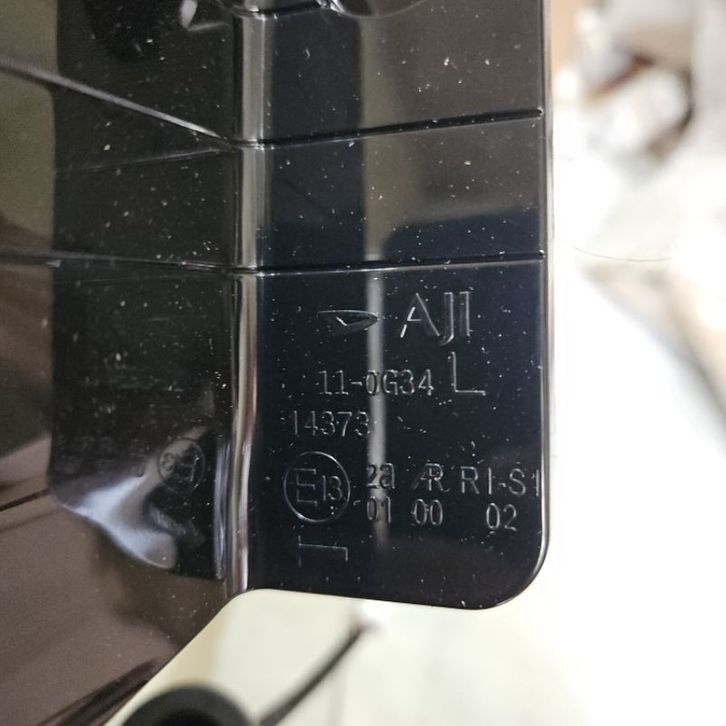 AJI
11-0G34 L
14373
E13 2a AR RI-S1
01 00 02